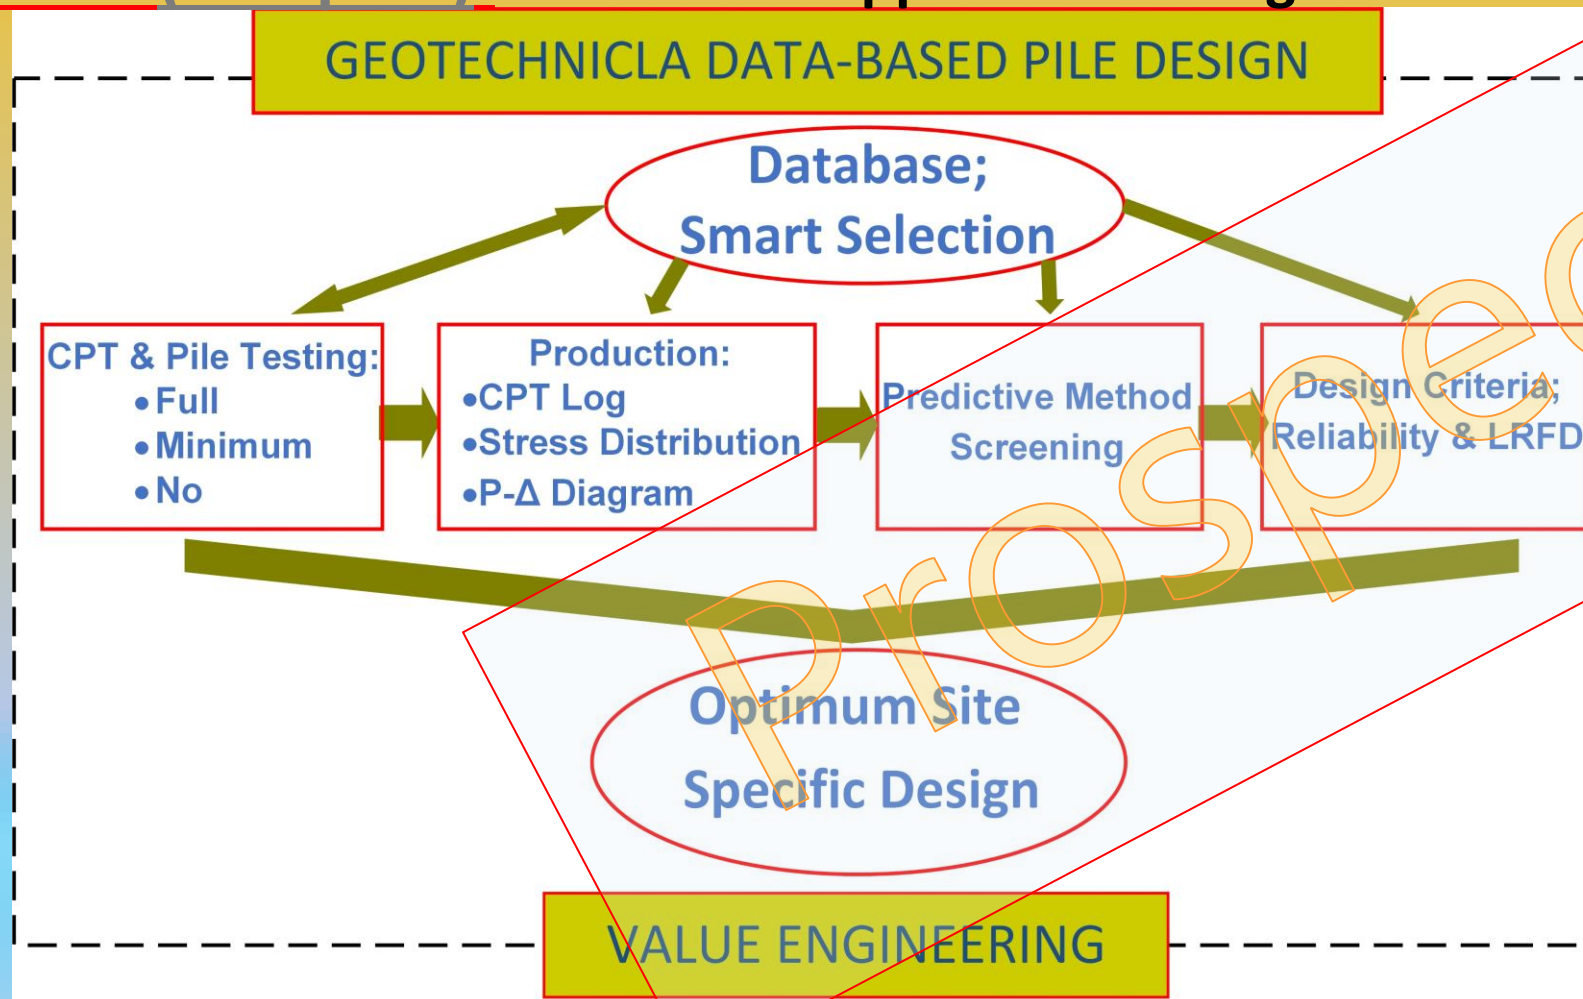 GEOTECHNICLA DATA-BASED PILE DESIGN
Database;
Smart Selection
CPT & Pile Testing:
•Full
•Minimum
•No
Production:
•CPT Log
•Stress Distribution
•P-Δ Diagram
Predictive Method
Screening
Design Criteria;
Reliability & LRFD
Optimum Site
Specific Design
VALUE ENGINEERING